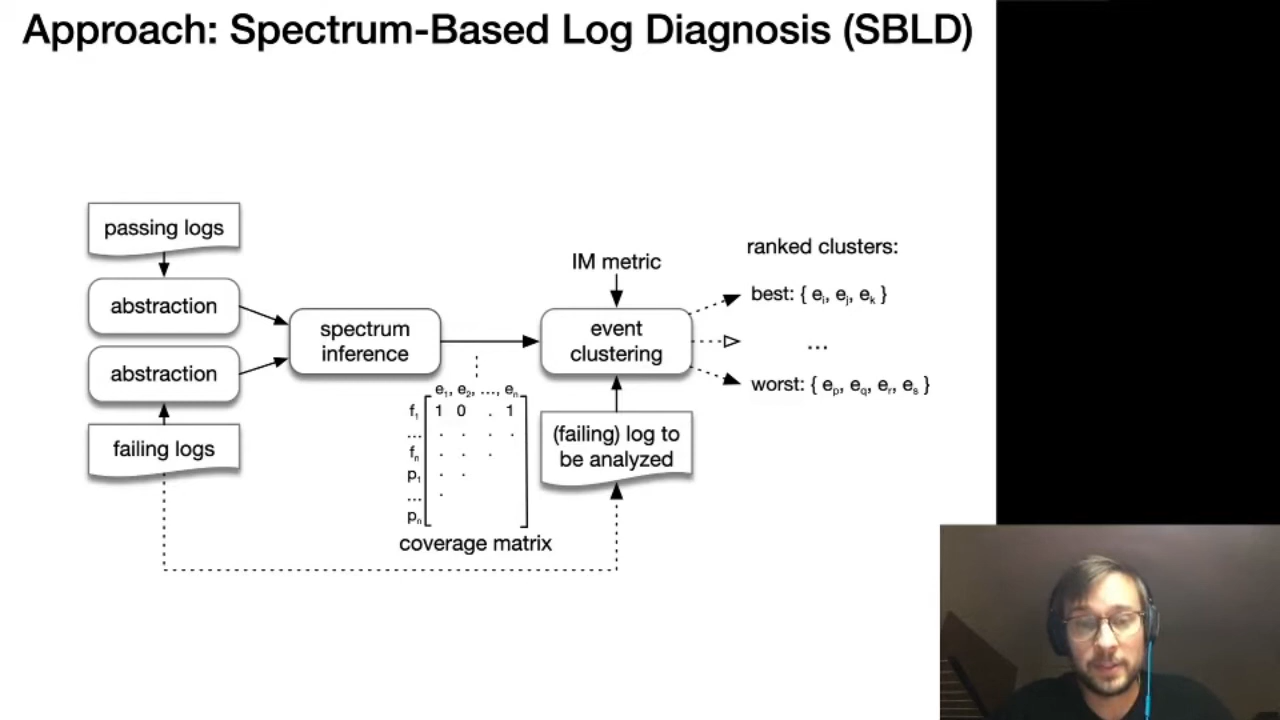 Approach: Spectrum-Based Log Diagnosis (SBLD)
passing logs
abstraction
abstraction
failing logs
spectrum
inference
e1, e2, ..., en
f1 1 0 . 1
... . . . .
fn . . .
p1 . .
... .
pn
coverage matrix
IM metric
event
clustering
(failing) log to
be analyzed
ranked clusters:
best: { ei, ej, ek }
...
worst: { ep, eq, er, es }